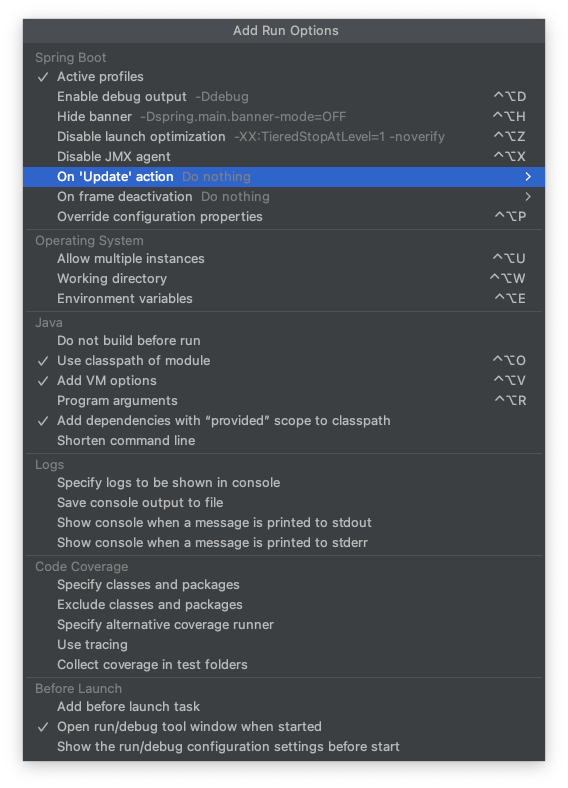 Add Run Options
Spring Boot
✓ Active profiles
Enable debug output -Ddebug ⌃⌥D
Hide banner -Dspring.main.banner-mode=OFF ⌃⌥H
Disable launch optimization -XX:TieredStopAtLevel=1 -noverify ⌃⌥Z
Disable JMX agent ⌃⌥X
On 'Update' action Do nothing >
On frame deactivation Do nothing >
Override configuration properties ⌃⌥P
Operating System
Allow multiple instances ⌃⌥U
Working directory ⌃⌥W
Environment variables ⌃⌥E
Java
Do not build before run
✓ Use classpath of module ⌃⌥O
✓ Add VM options ⌃⌥V
Program arguments ⌃⌥R
✓ Add dependencies with “provided” scope to classpath
Shorten command line
Logs
Specify logs to be shown in console
Save console output to file
Show console when a message is printed to stdout
Show console when a message is printed to stderr
Code Coverage
Specify classes and packages
Exclude classes and packages
Specify alternative coverage runner
Use tracing
Collect coverage in test folders
Before Launch
Add before launch task
✓ Open run/debug tool window when started
Show the run/debug configuration settings before start